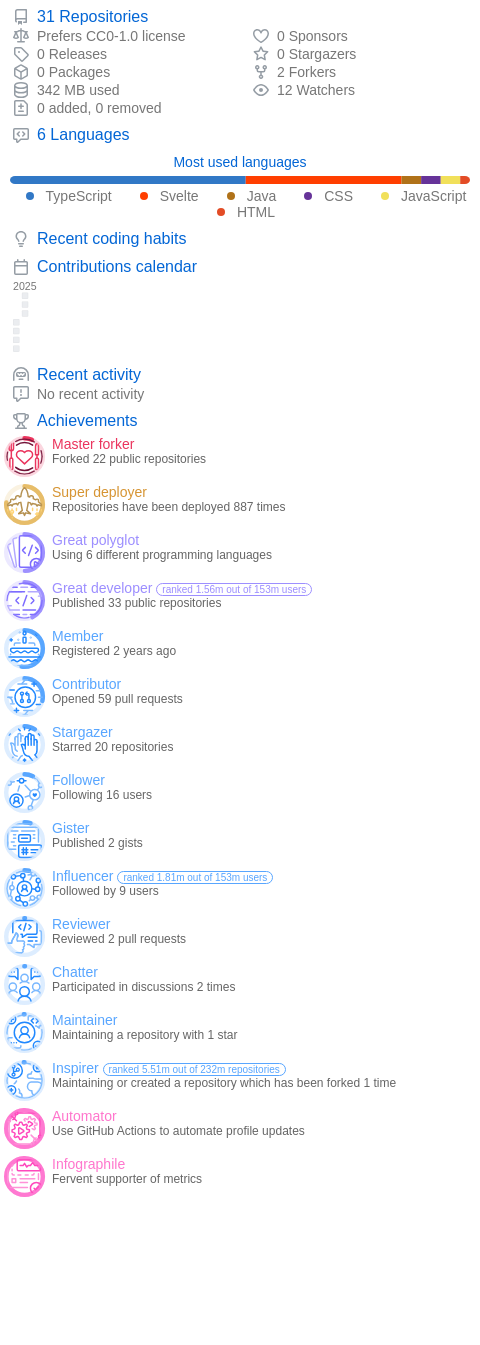 31 Repositories
Prefers CC0-1.0 license
0 Sponsors
0 Releases
0 Stargazers
0 Packages
2 Forkers
342 MB used
12 Watchers
0 added, 0 removed
6 Languages
Most used languages
TypeScript Svelte Java CSS JavaScript
HTML
Recent coding habits
Contributions calendar
2025
Recent activity
No recent activity
Achievements
Master forker
Forked 22 public repositories
Super deployer
Repositories have been deployed 887 times
Great polyglot
Using 6 different programming languages
Great developer ranked 1.56m out of 153m users
Published 33 public repositories
Member
Registered 2 years ago
Contributor
Opened 59 pull requests
Stargazer
Starred 20 repositories
Follower
Following 16 users
Gister
Published 2 gists
Influencer ranked 1.81m out of 153m users
Followed by 9 users
Reviewer
Reviewed 2 pull requests
Chatter
Participated in discussions 2 times
Maintainer
Maintaining a repository with 1 star
Inspirer ranked 5.51m out of 232m repositories
Maintaining or created a repository which has been forked 1 time
Automator
Use GitHub Actions to automate profile updates
Infographile
Fervent supporter of metrics